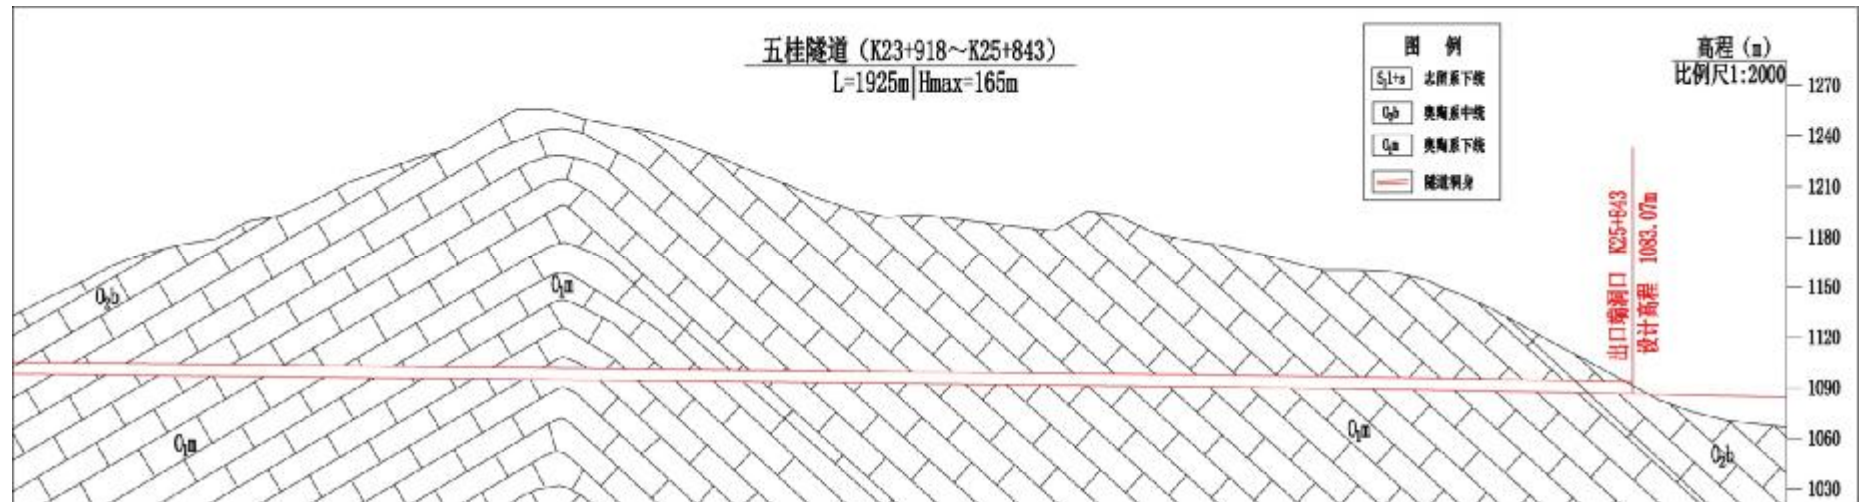 五桂隧道（K23+918～K25+843）
L=1925m|Hmax=165m
图 例
S₁l+s 志留系下统
O₂b 奥陶系中统
O₁m 奥陶系下统
隧道洞身
高程（m）
比例尺1:2000
1270
1240
1210
1180
1150
1120
1090
1060
1030
出口端洞口 K25+843
设计高程 1083.07m
O₂b
O₁m
O₁m
O₁m
O₂b